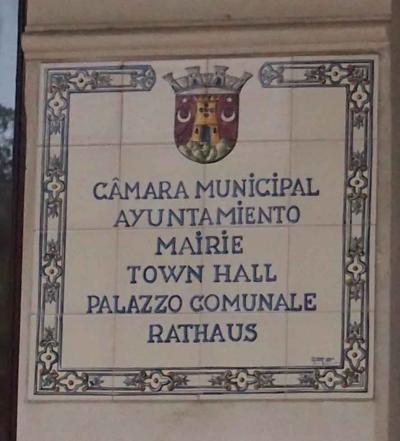 CÂMARA MUNICIPAL
AYUNTAMIENTO
MAIRIE
TOWN HALL
PALAZZO COMUNALE
RATHAUS